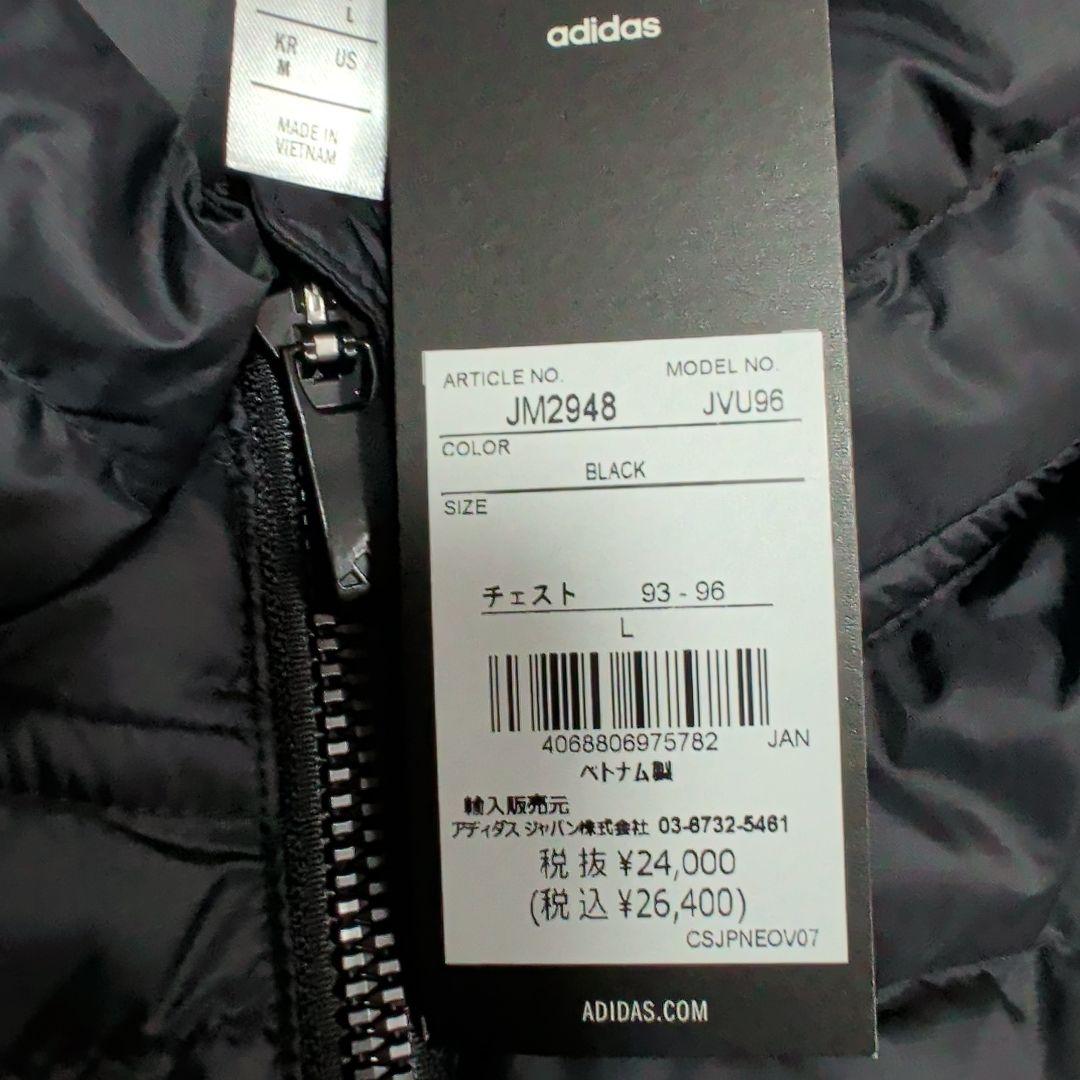 L
KR US
M
MADE IN
VIETNAM
adidas
ARTICLE NO. MODEL NO.
JM2948 JVU96
COLOR
BLACK
SIZE
チェスト 93 - 96
L
4068806975782 JAN
ベトナム製
輸入販売元
アディダス ジャパン株式会社 03-6732-5461
税 抜 ¥24,000
(税 込 ¥26,400)
CSJPNEOV07
ADIDAS.COM